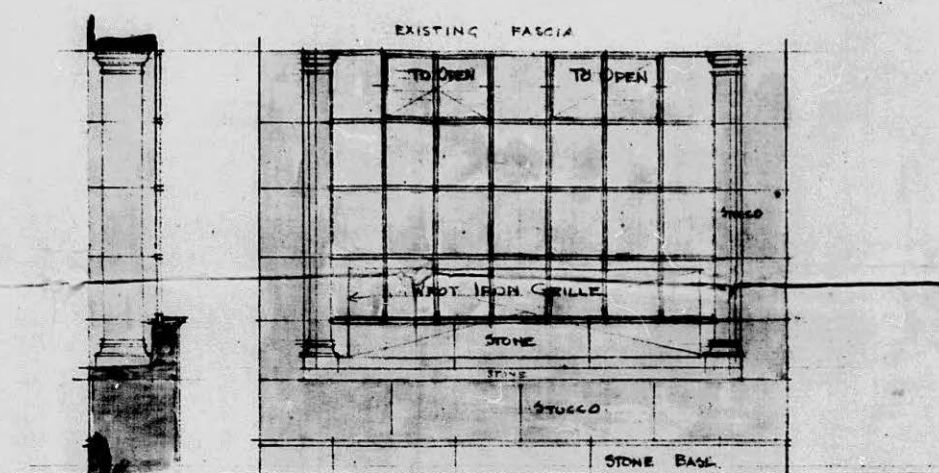 EXISTING FASCIA
TO OPEN
TO OPEN
STUCCO
WROT IRON GRILLE
STONE
STONE
STUCCO
STONE BASE